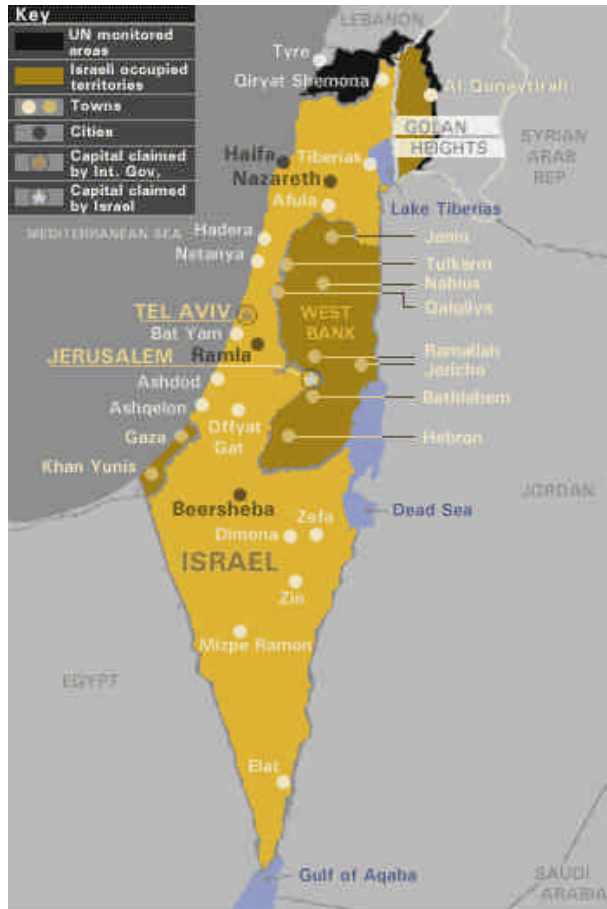 Key
UN monitored
areas
Israeli occupied
territories
Towns
Cities
Capital claimed
by Int. Gov,
Capital claimed
by Israel
LEBANON
Tyre
Qiryat Shemona
Al Quneytirah
GOLAN
HEIGHTS
SYRIAN
ARAB
REP.
Haifa
Tiberias
Nazareth
Afula
Lake Tiberias
MEDITERRANEAN SEA
Hadera
Jenin
Netanya
Tulkarm
Nablus
Qalqilya
TEL AVIV
WEST
BANK
Bat Yam
Ramla
Ramallah
JERUSALEM
Jericho
Ashdod
Bethlehem
Ashqelon
Offyat
Gat
Gaza
Hebron
Khan Yunis
JORDAN
Beersheba
Dead Sea
Zefa
Dimona
ISRAEL
Zin
Mizpe Ramon
EGYPT
Elat
Gulf of Aqaba
SAUDI
ARABIA